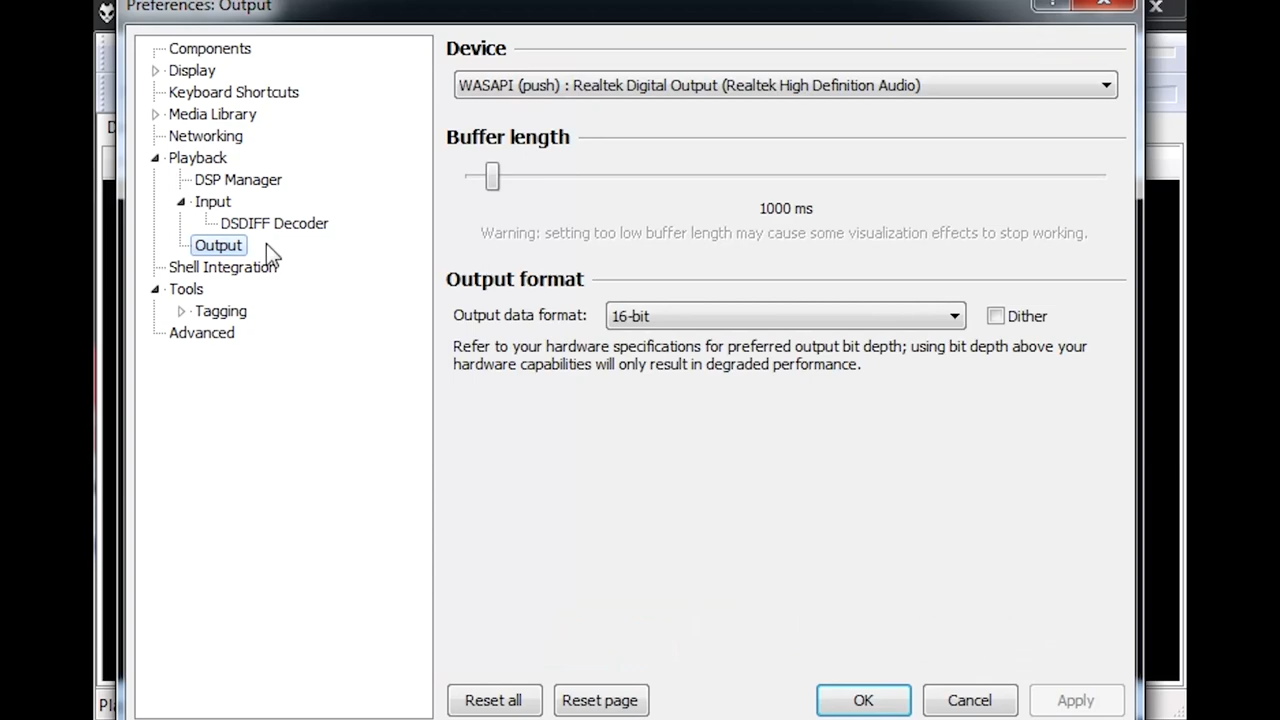 Preferences: Output
Components
Display
Keyboard Shortcuts
Media Library
Networking
Playback
DSP Manager
Input
DSDIFF Decoder
Output
Shell Integration
Tools
Tagging
Advanced
Device
WASAPI (push) : Realtek Digital Output (Realtek High Definition Audio)
Buffer length
1000 ms
Warning: setting too low buffer length may cause some visualization effects to stop working.
Output format
Output data format: 16-bit Dither
Refer to your hardware specifications for preferred output bit depth; using bit depth above your
hardware capabilities will only result in degraded performance.
Reset all Reset page OK Cancel Apply